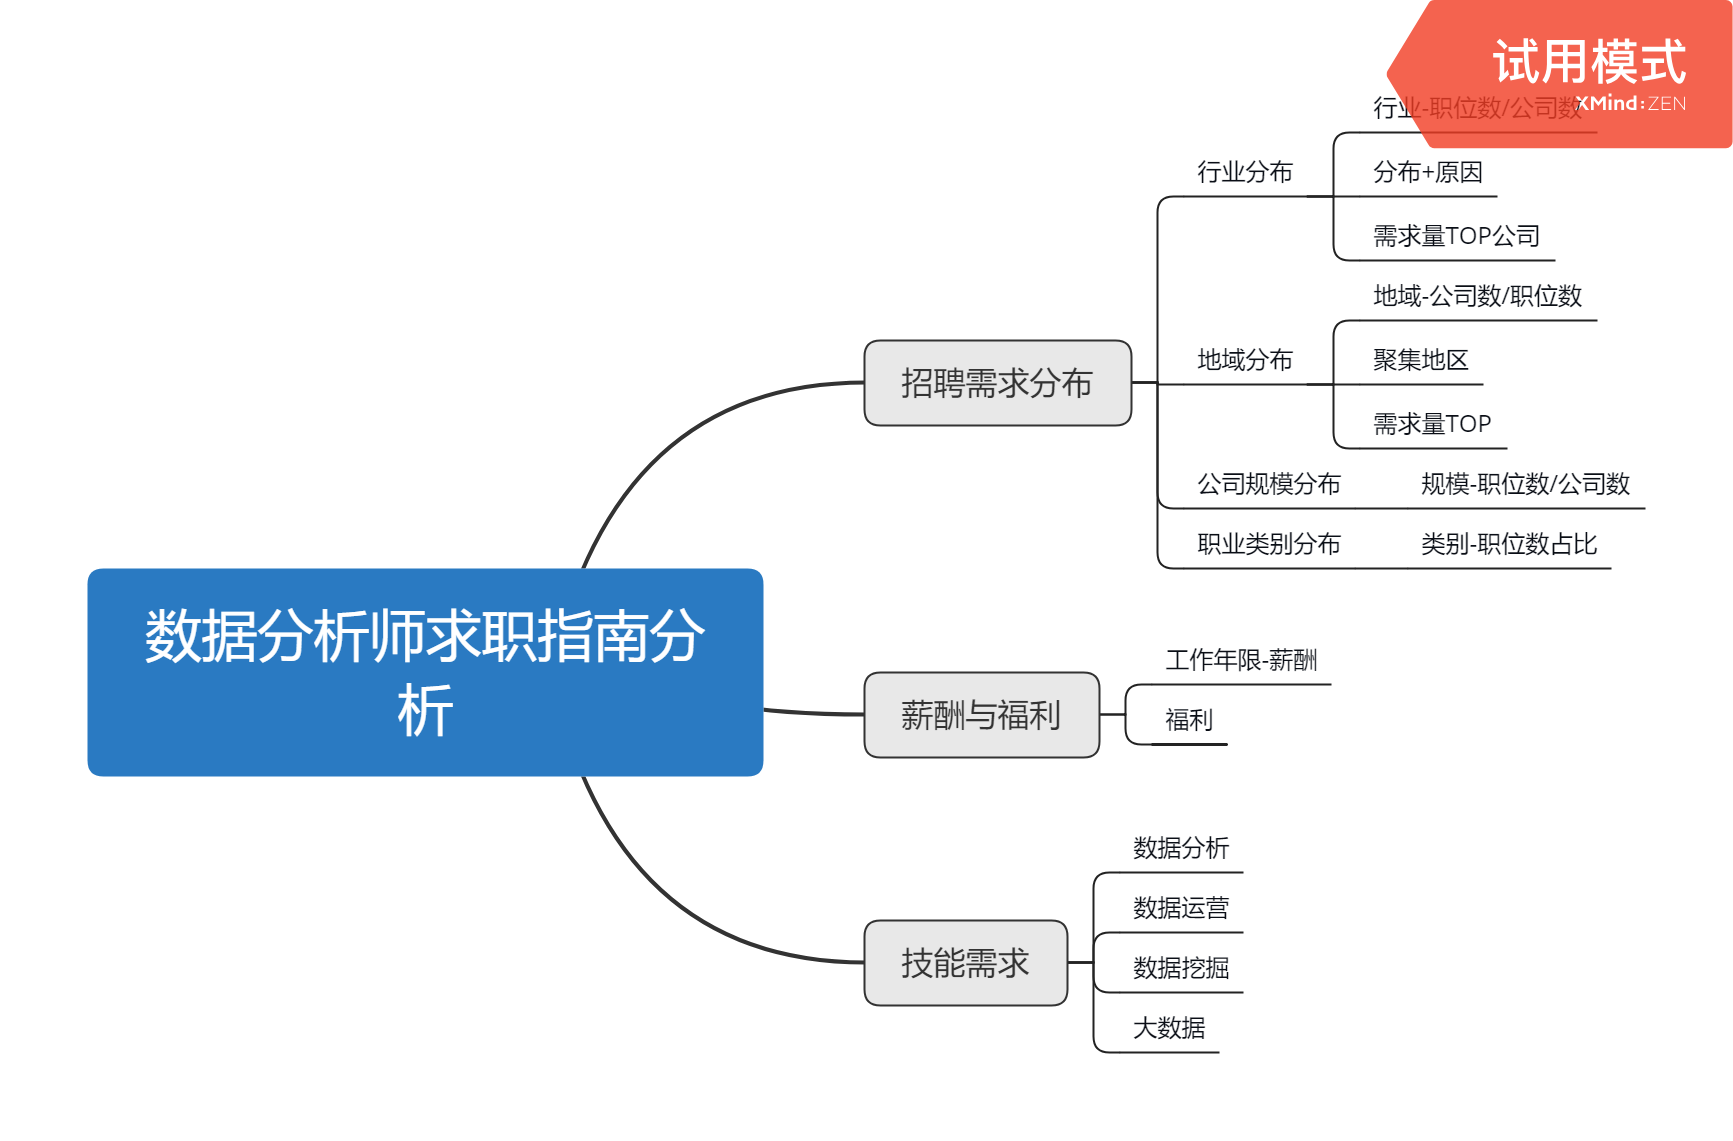 试用模式
XMind:ZEN
行业-职位数/公司数
行业分布
分布+原因
需求量TOP公司
地域-公司数/职位数
地域分布
聚集地区
需求量TOP
招聘需求分布
公司规模分布
规模-职位数/公司数
职业类别分布
类别-职位数占比
数据分析师求职指南分
析
工作年限-薪酬
薪酬与福利
福利
数据分析
数据运营
技能需求
数据挖掘
大数据